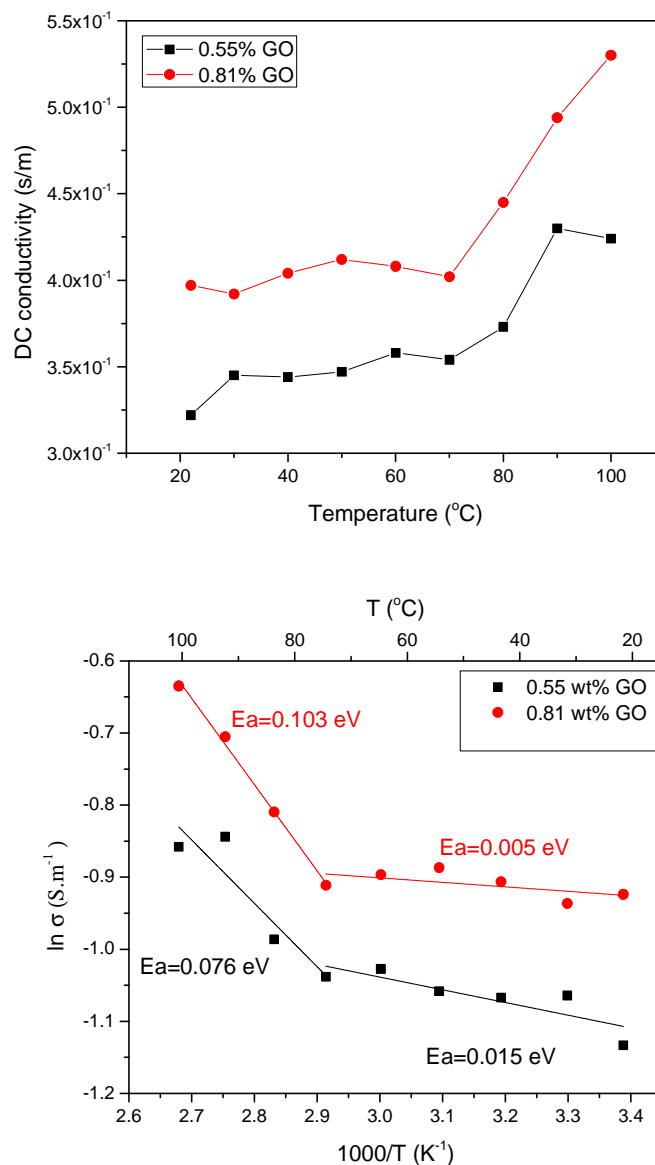 5.5x10⁻¹
5.0x10⁻¹
4.5x10⁻¹
4.0x10⁻¹
3.5x10⁻¹
3.0x10⁻¹
DC conductivity (s/m)
0.55% GO
0.81% GO
20 40 60 80 100
Temperature (°C)
T (°C)
100 80 60 40 20
-0.6
-0.7
-0.8
-0.9
-1.0
-1.1
-1.2
ln σ (S.m⁻¹)
0.55 wt% GO
0.81 wt% GO
Ea=0.103 eV
Ea=0.005 eV
Ea=0.076 eV
Ea=0.015 eV
2.6 2.7 2.8 2.9 3.0 3.1 3.2 3.3 3.4
1000/T (K⁻¹)